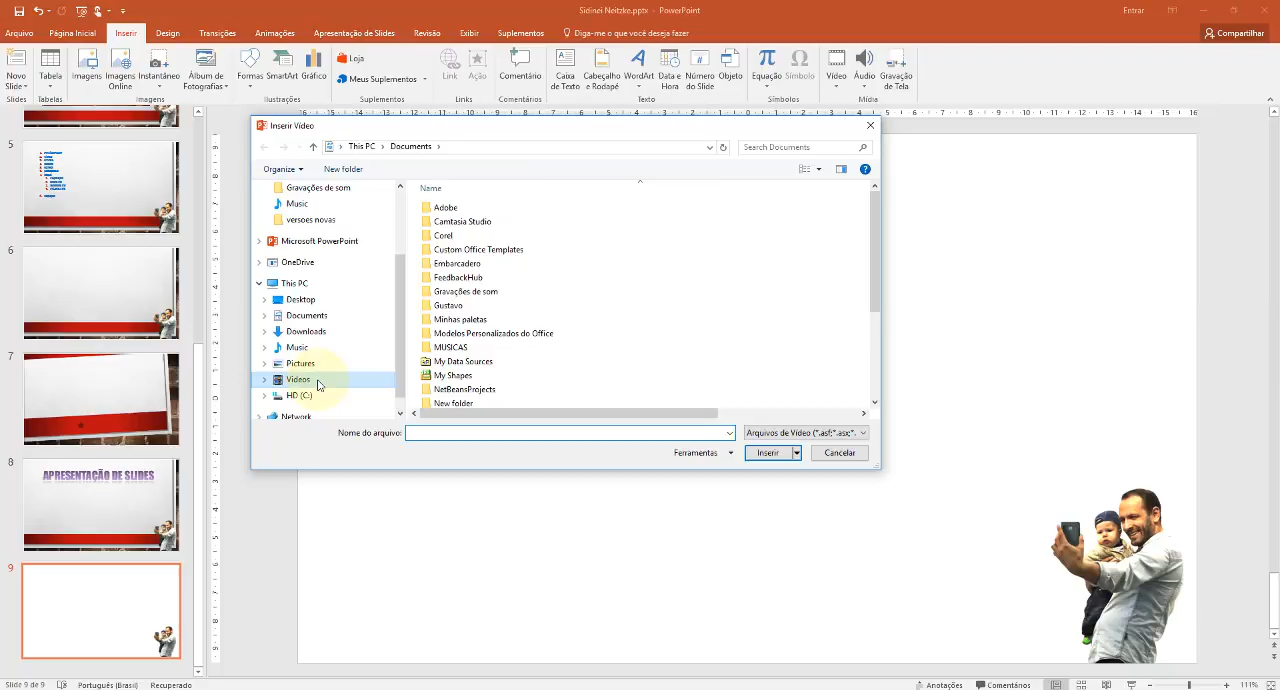 Sidinei Neitzke.pptx - PowerPoint
Entrar
Arquivo Página Inicial Inserir Design Transições Animações Apresentação de Slides Revisão Exibir Suplementos Diga-me o que você deseja fazer Compartilhar
Novo Slide
Tabela
Imagens
Imagens Online
Instantâneo
Álbum de Fotografias
Formas
SmartArt
Gráfico
Loja
Meus Suplementos
Link
Ação
Comentário
Caixa de Texto
Cabeçalho e Rodapé
WordArt
Data e Hora
Número do Slide
Objeto
Equação
Símbolo
Vídeo
Áudio
Gravação de Tela
Slides Tabelas Imagens Ilustrações Suplementos Links Comentários Texto Símbolos Mídia
Inserir Vídeo
This PC > Documents >
Search Documents
Organize
New folder
Gravações de som
Music
versoes novas
Microsoft PowerPoint
OneDrive
This PC
Desktop
Documents
Downloads
Music
Pictures
Videos
HD (C:)
Network
Name
Adobe
Camtasia Studio
Corel
Custom Office Templates
Embarcadero
FeedbackHub
Gravações de som
Gustavo
Minhas paletas
Modelos Personalizados do Office
MUSICAS
My Data Sources
My Shapes
NetBeansProjects
New folder
Nome do arquivo:
Arquivos de Vídeo (*.asf;*.asx;*.
Ferramentas
Inserir
Cancelar
5
6
7
8
APRESENTAÇÃO DE SLIDES
9
Slide 9 de 9
Português (Brasil)
Recuperado
Anotações
Comentários
111%